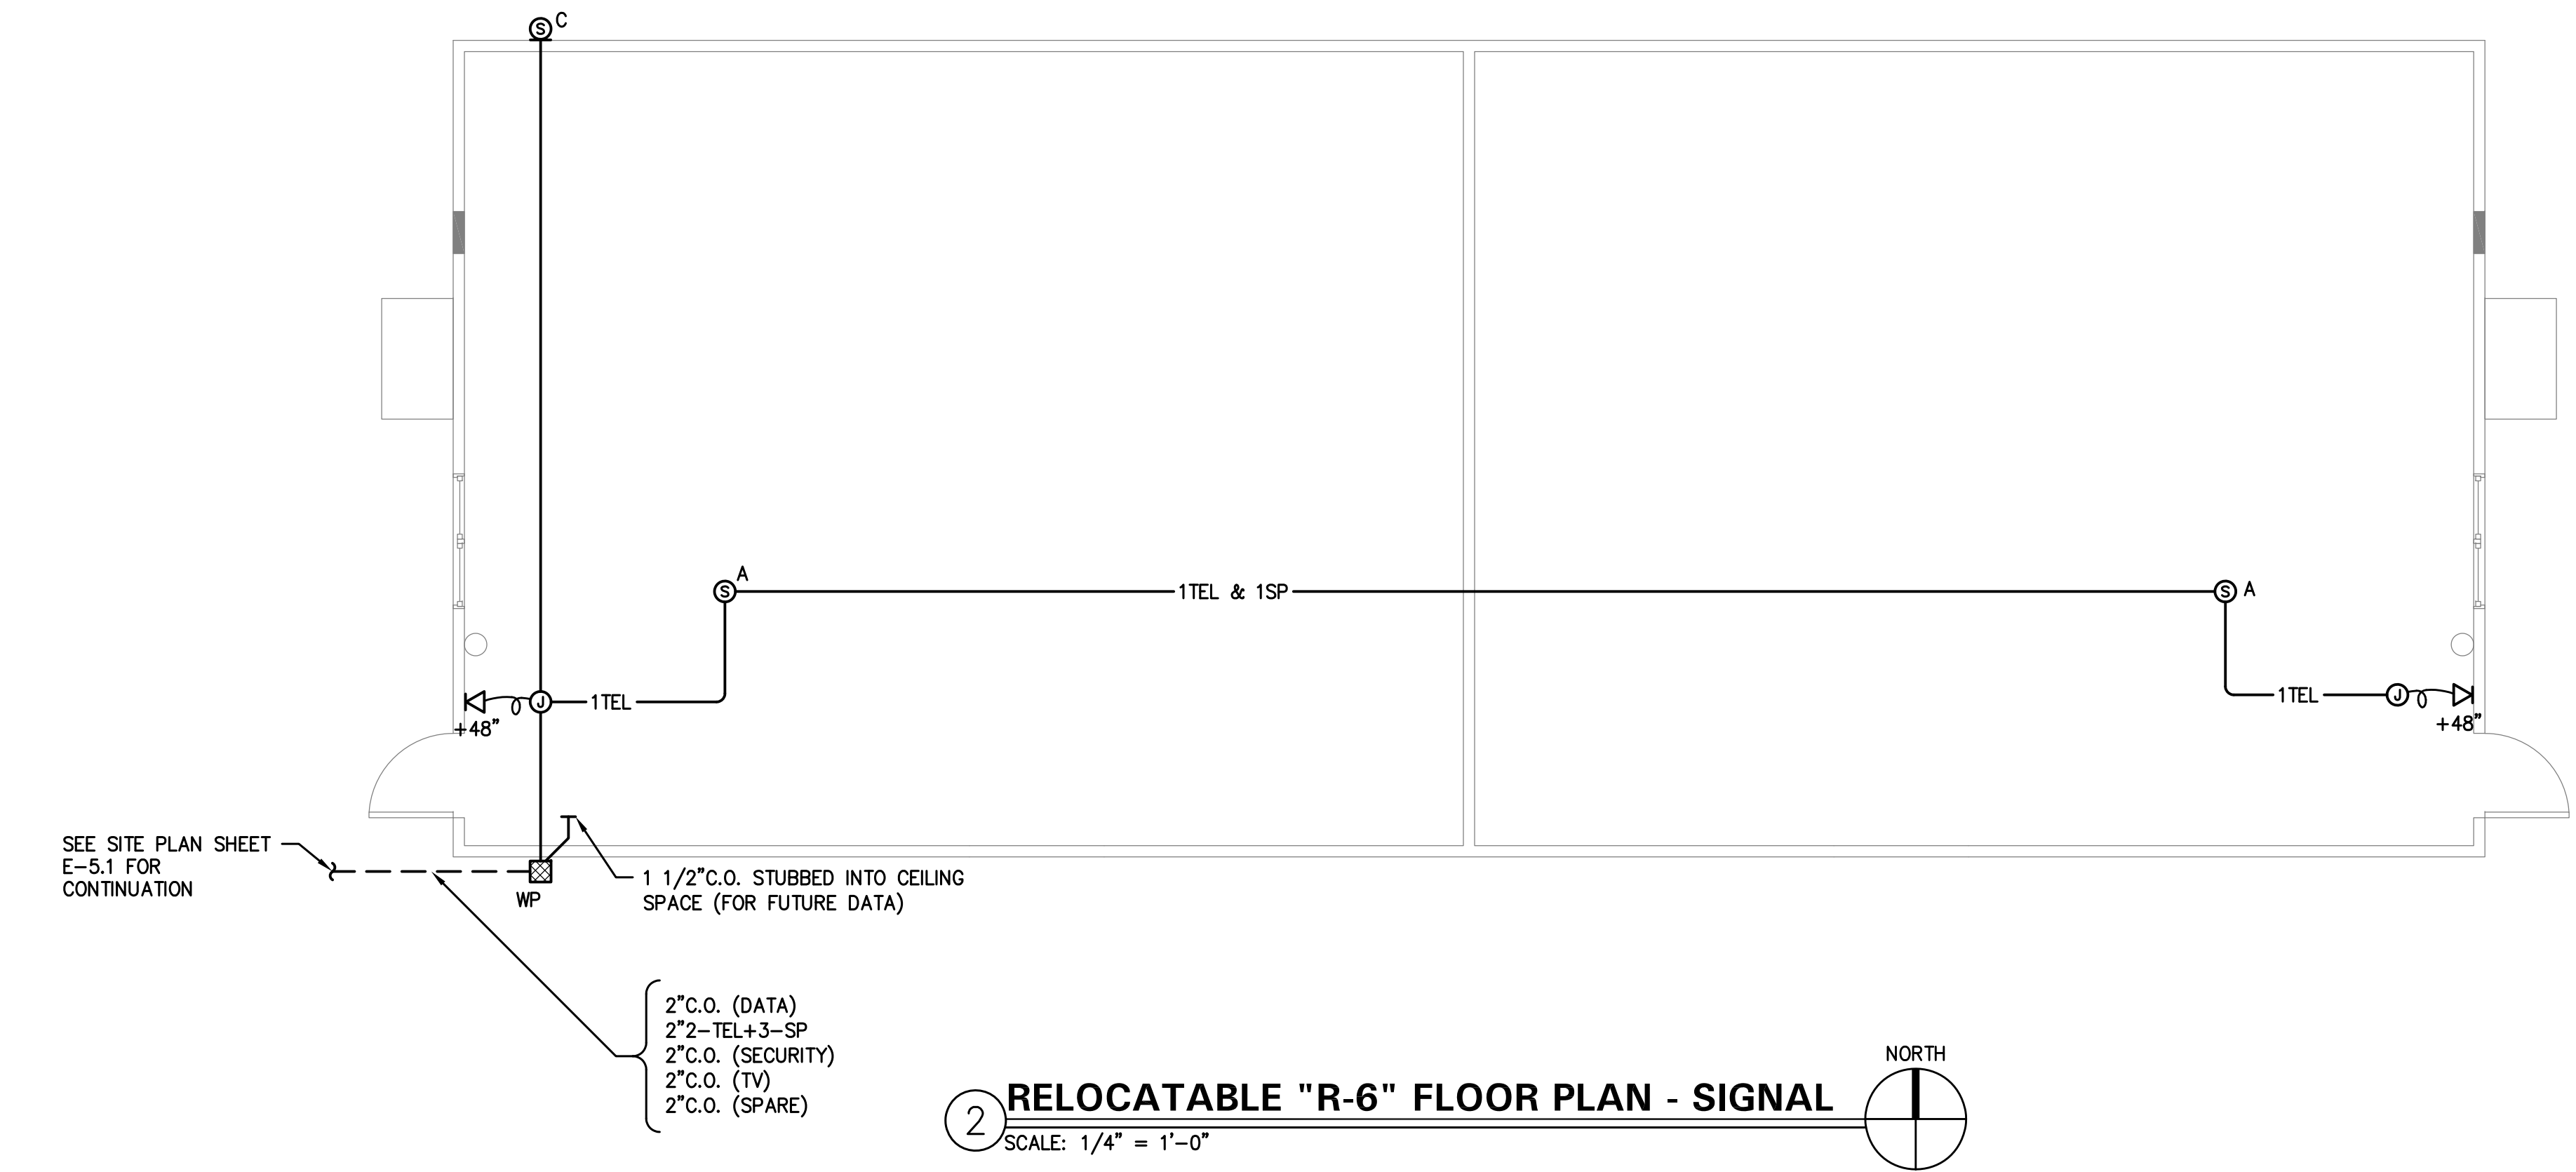 S C
A
S
1TEL & 1SP
S A
J
1TEL
+48"
1TEL
J
+48"
SEE SITE PLAN SHEET
E-5.1 FOR
CONTINUATION
WP
1 1/2"C.O. STUBBED INTO CEILING
SPACE (FOR FUTURE DATA)
2"C.O. (DATA)
2"2-TEL+3-SP
2"C.O. (SECURITY)
2"C.O. (TV)
2"C.O. (SPARE)
2
RELOCATABLE "R-6" FLOOR PLAN - SIGNAL
SCALE: 1/4" = 1'-0"
NORTH